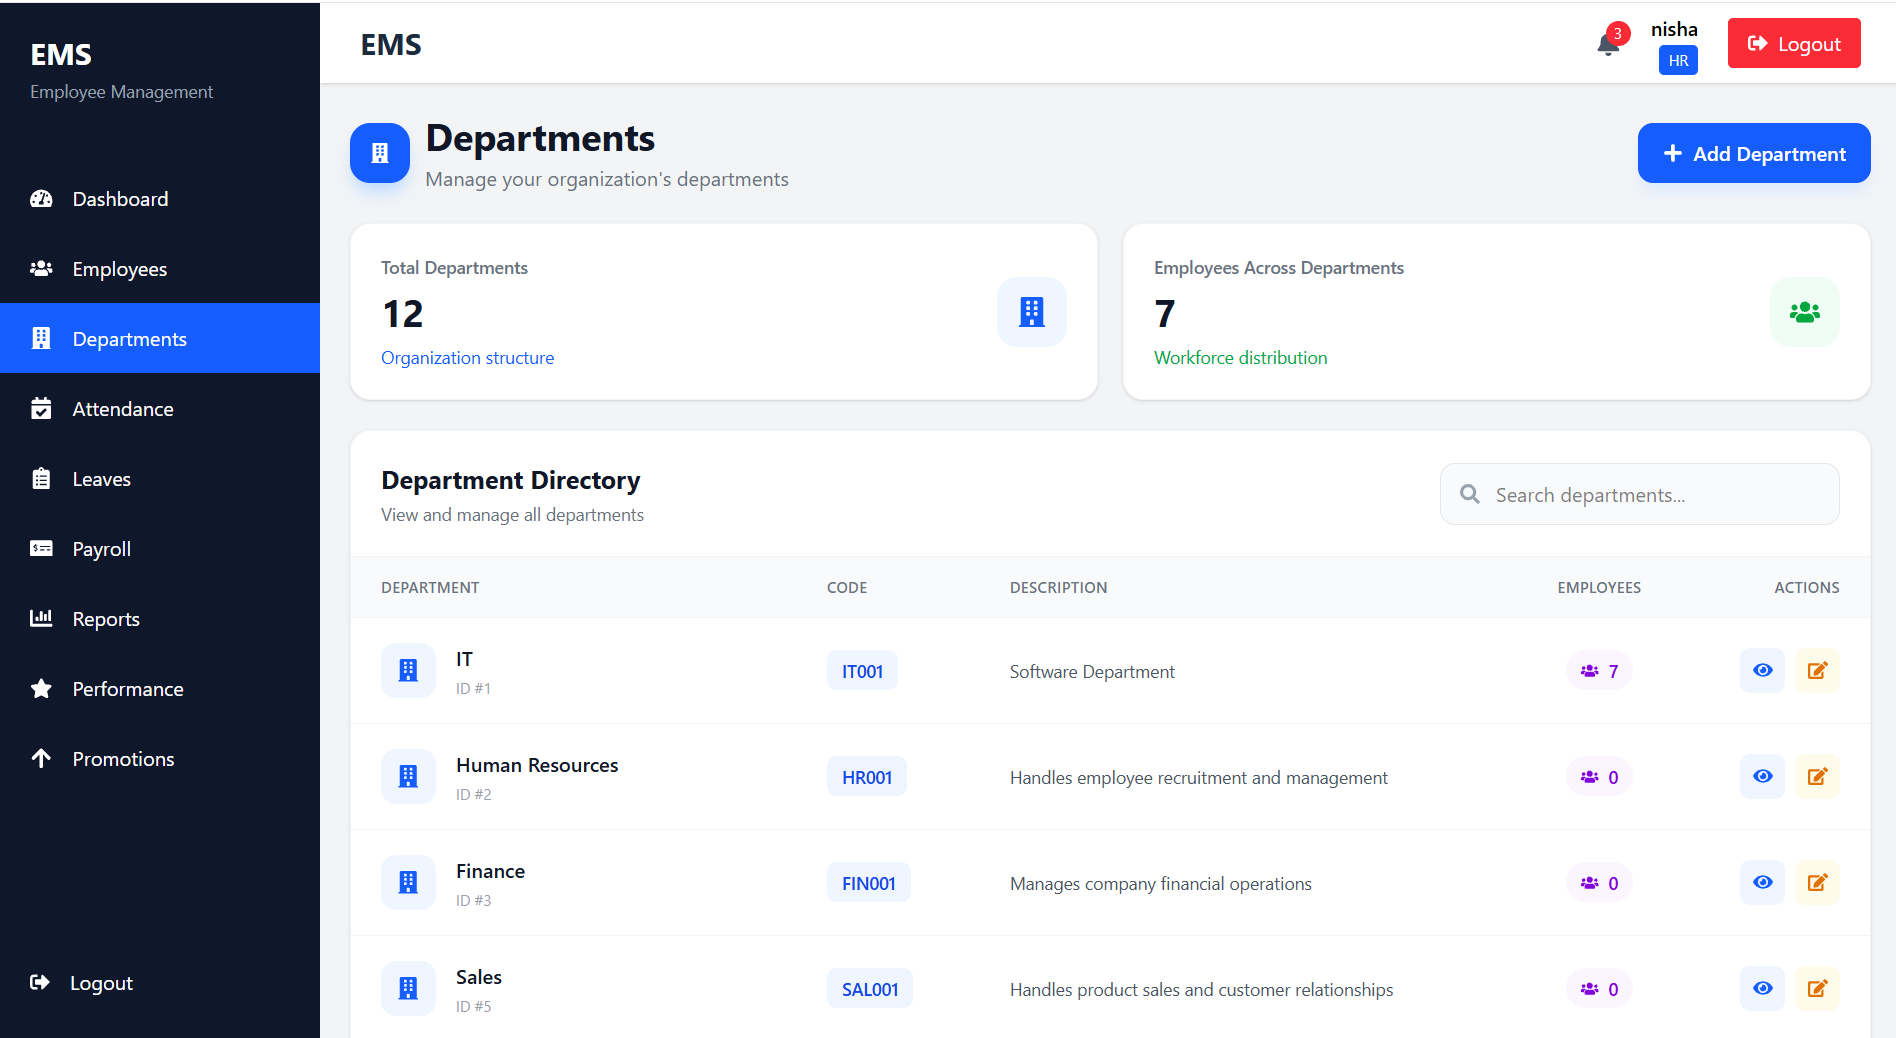 EMS
Employee Management
Dashboard
Employees
Departments
Attendance
Leaves
Payroll
Reports
Performance
Promotions
Logout
EMS
3
nisha
HR
Logout
Departments
Manage your organization's departments
Add Department
Total Departments
12
Organization structure
Employees Across Departments
7
Workforce distribution
Department Directory
View and manage all departments
Search departments...
DEPARTMENT CODE DESCRIPTION EMPLOYEES ACTIONS
IT
ID #1
IT001
Software Department
7
Human Resources
ID #2
HR001
Handles employee recruitment and management
0
Finance
ID #3
FIN001
Manages company financial operations
0
Sales
ID #5
SAL001
Handles product sales and customer relationships
0